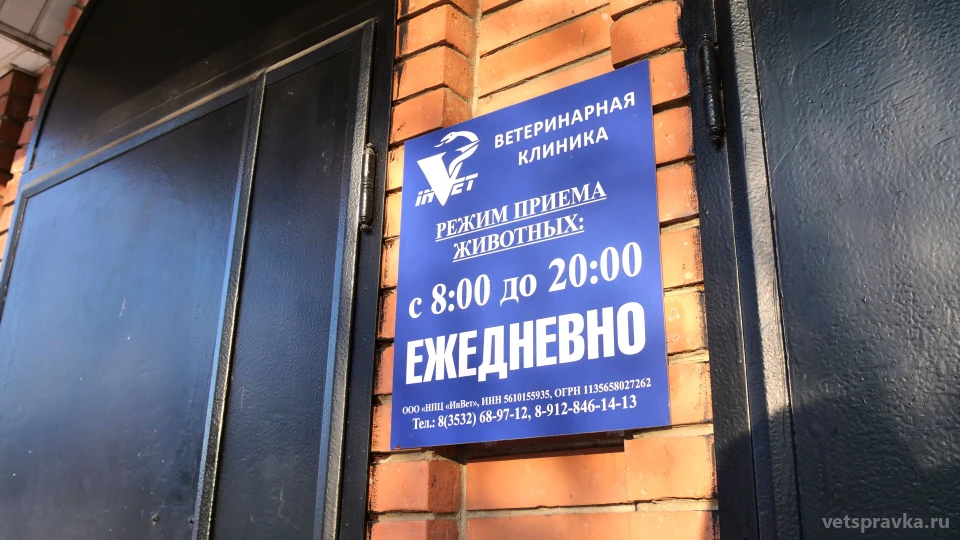 ВЕТЕРИНАРНАЯ
КЛИНИКА
inVET
РЕЖИМ ПРИЕМА
ЖИВОТНЫХ:
с 8:00 до 20:00
ЕЖЕДНЕВНО
ООО «НЛЦ «ИнВет», ИНН 5610155935, ОГРН 1135658027262
Тел.: 8(3532) 68-97-12, 8-912-846-14-13
vetspravka.ru